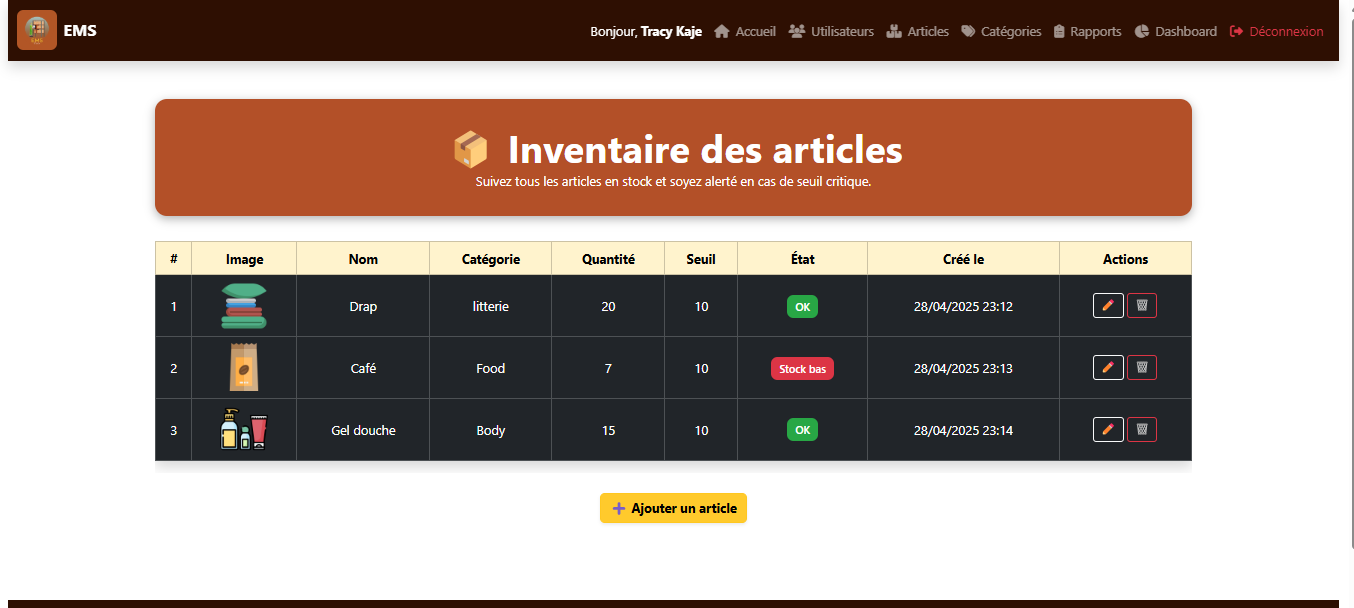 EMS
Bonjour, Tracy Kaje Accueil Utilisateurs Articles Catégories Rapports Dashboard Déconnexion
Inventaire des articles
Suivez tous les articles en stock et soyez alerté en cas de seuil critique.
# Image Nom Catégorie Quantité Seuil État Créé le Actions
1 Drap litterie 20 10 OK 28/04/2025 23:12
2 Café Food 7 10 Stock bas 28/04/2025 23:13
3 Gel douche Body 15 10 OK 28/04/2025 23:14
Ajouter un article